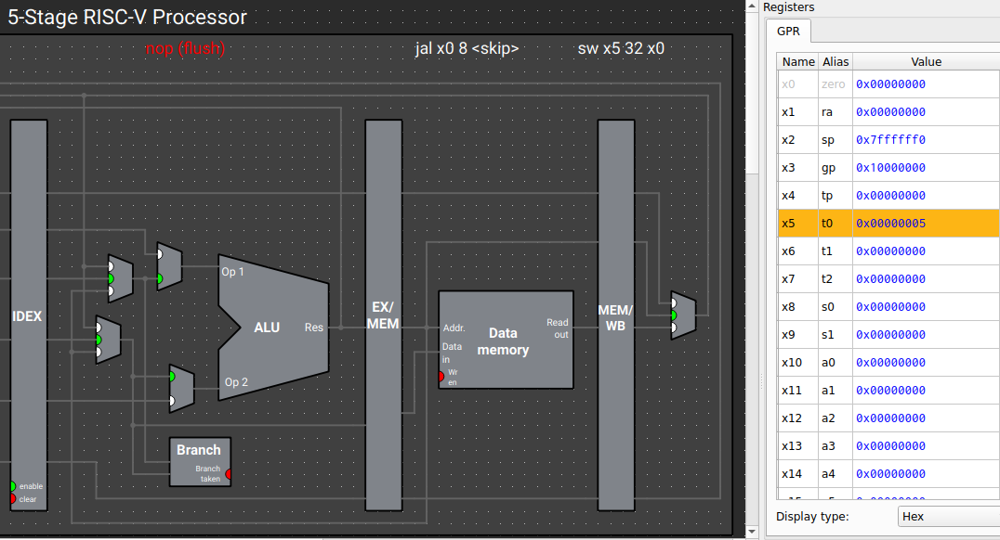 5-Stage RISC-V Processor
nop (flush)
jal x0 8 <skip>
sw x5 32 x0
IDEX
enable
clear
Op 1
ALU
Res
Op 2
Branch
Branch
taken
EX/
MEM
Addr.
Data
in
Wr
en
Data
memory
Read
out
MEM/
WB
Registers
GPR
Name Alias Value
x0 zero 0x00000000
x1 ra 0x00000000
x2 sp 0x7ffffff0
x3 gp 0x10000000
x4 tp 0x00000000
x5 t0 0x00000005
x6 t1 0x00000000
x7 t2 0x00000000
x8 s0 0x00000000
x9 s1 0x00000000
x10 a0 0x00000000
x11 a1 0x00000000
x12 a2 0x00000000
x13 a3 0x00000000
x14 a4 0x00000000
Display type: Hex